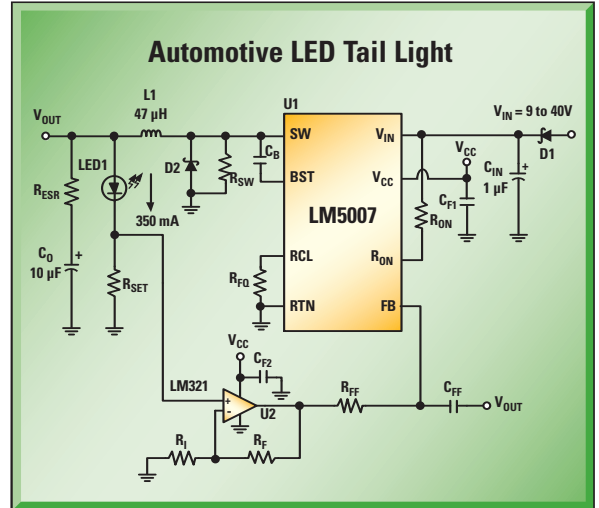 Automotive LED Tail Light
L1
47 µH
U1
VOUT
VIN = 9 to 40V
LED1
D2
RSW
CB
SW
BST
VIN
VCC
VCC
CIN
1 µF
D1
RESR
350 mA
LM5007
CF1
RON
CO
10 µF
RSET
RFQ
RCL
RTN
RON
FB
VCC
CF2
LM321
U2
RFF
CFF
VOUT
RI
RF
+
-
+
+